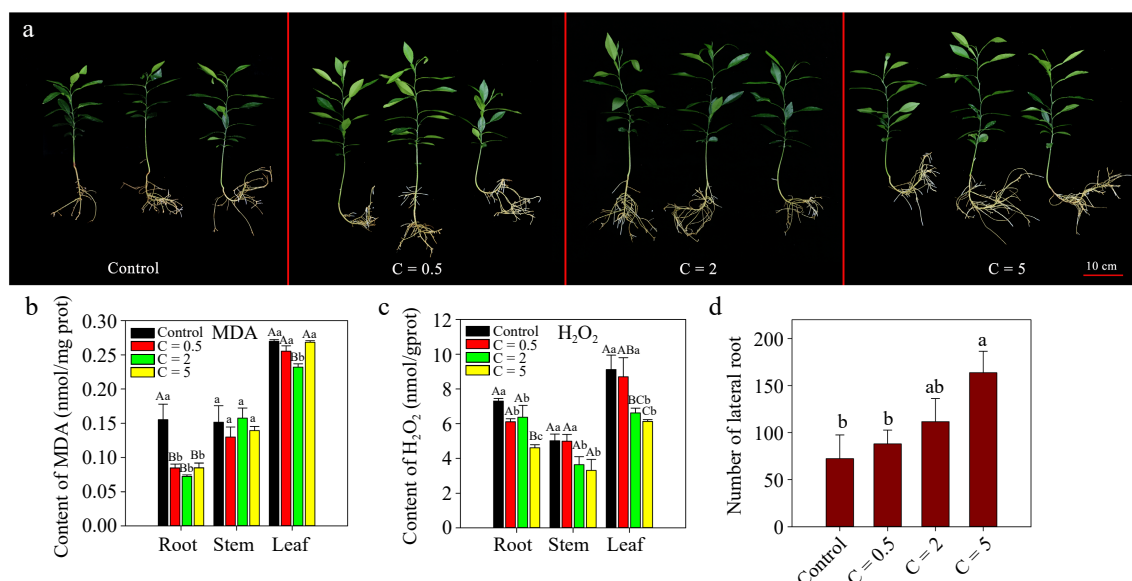 a
Control
C = 0.5
C = 2
C = 5
10 cm
b
Content of MDA (nmol/mg prot)
0.30
0.25
0.20
0.15
0.10
0.05
0.00
MDA
Control
C = 0.5
C = 2
C = 5
Aa
Bb
Bb
Bb
a
a
a
a
Aa
Aa
Bb
Aa
Root
Stem
Leaf
c
Content of H₂O₂ (nmol/gprot)
12
10
8
6
4
2
0
H₂O₂
Control
C = 0.5
C = 2
C = 5
Aa
Ab
Ab
Bc
Aa
Aa
Ab
Ab
Aa
ABa
BCb
Cb
Root
Stem
Leaf
d
Number of lateral root
200
150
100
50
0
b
b
ab
a
Control
C = 0.5
C = 2
C = 5